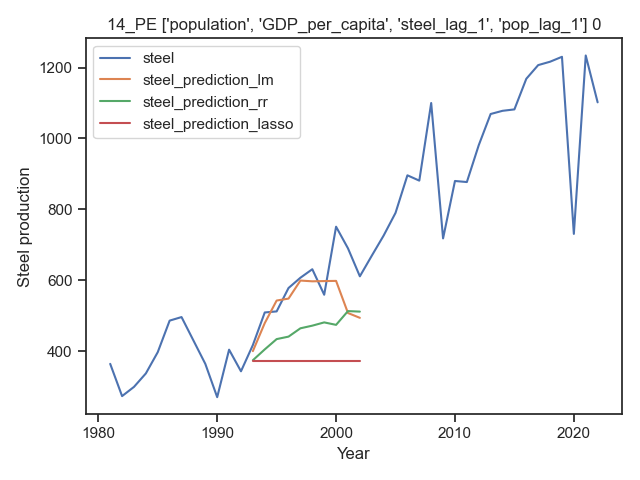 14_PE ['population', 'GDP_per_capita', 'steel_lag_1', 'pop_lag_1'] 0
steel
steel_prediction_lm
steel_prediction_rr
steel_prediction_lasso
1200
1000
800
600
400
Steel production
1980
1990
2000
2010
2020
Year